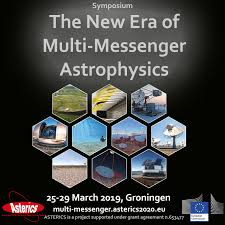 Symposium
The New Era of
Multi-Messenger
Astrophysics
25-29 March 2019, Groningen
Asterics
multi-messenger.asterics2020.eu
ASTERICS is a project supported under grant agreement n.653477